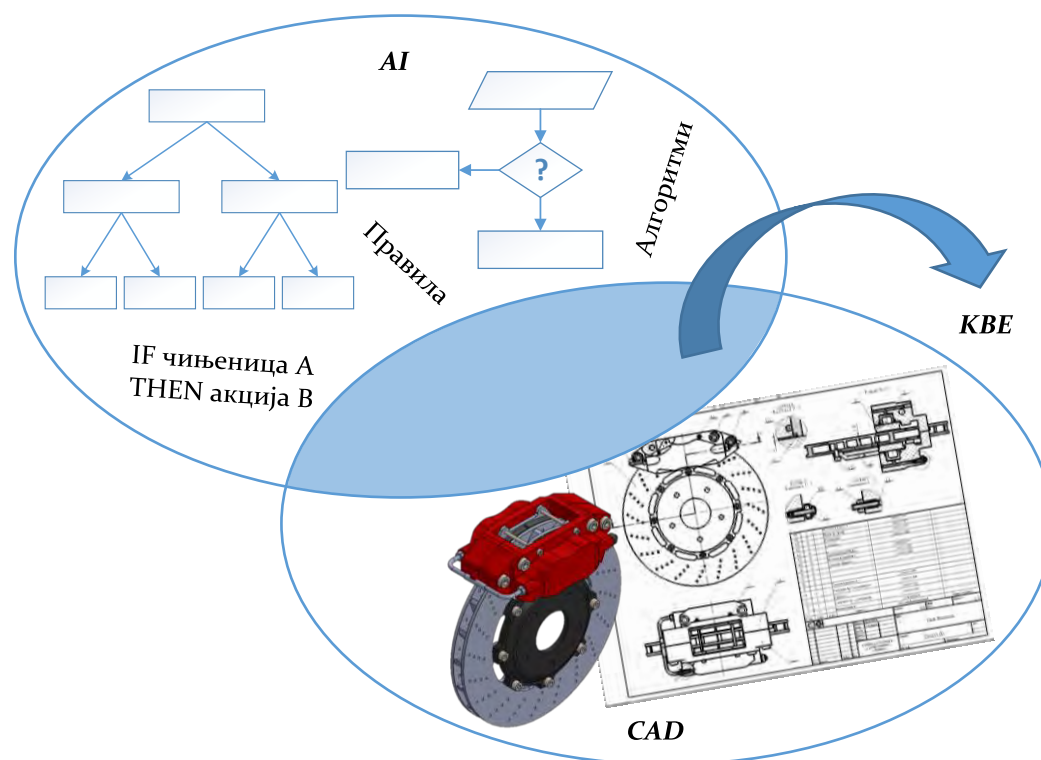 AI
?
Алгоритми
Правила
KBE
IF чињеница А
THEN акција В
CAD